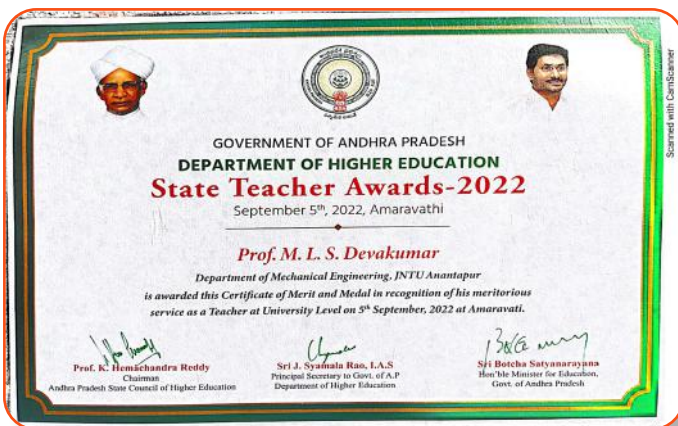 GOVERNMENT OF ANDHRA PRADESH
DEPARTMENT OF HIGHER EDUCATION
State Teacher Awards-2022
September 5th, 2022, Amaravathi
Prof. M. L. S. Devakumar
Department of Mechanical Engineering, JNTU Anantapur
is awarded this Certificate of Merit and Medal in recognition of his meritorious
service as a Teacher at University Level on 5th September, 2022 at Amaravati.
Prof. K. Hemachandra Reddy
Chairman
Andhra Pradesh State Council of Higher Education
Sri J. Syamala Rao, I.A.S
Principal Secretary to Govt. of A.P
Department of Higher Education
Sri Botcha Satyanarayana
Hon'ble Minister for Education,
Govt. of Andhra Pradesh
Scanned with CamScanner